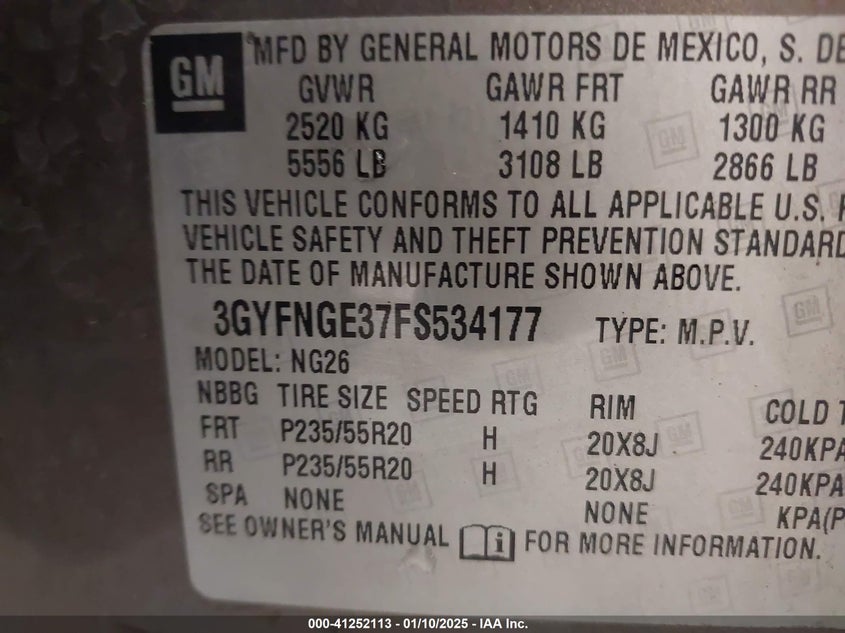 GM
MFD BY GENERAL MOTORS DE MEXICO, S. DE
GVWR GAWR FRT GAWR RR
2520 KG 1410 KG 1300 KG
5556 LB 3108 LB 2866 LB
THIS VEHICLE CONFORMS TO ALL APPLICABLE U.S.
VEHICLE SAFETY AND THEFT PREVENTION STANDARD
THE DATE OF MANUFACTURE SHOWN ABOVE.
3GYFNGE37FS534177 TYPE: M.P.V.
MODEL: NG26
NBBG TIRE SIZE SPEED RTG RIM COLD
FRT P235/55R20 H 20X8J 240KPA
RR P235/55R20 H 20X8J 240KPA
SPA NONE NONE KPA(P
SEE OWNER'S MANUAL i FOR MORE INFORMATION.
000-41252113 - 01/10/2025 - IAA Inc.